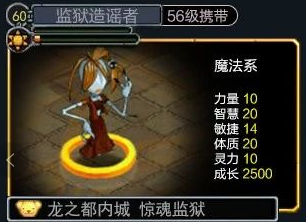 60 监狱造谣者 56级携带
魔法系
力量 10
智慧 20
敏捷 14
体质 20
灵力 10
成长 2500
龙之都内城 惊魂监狱